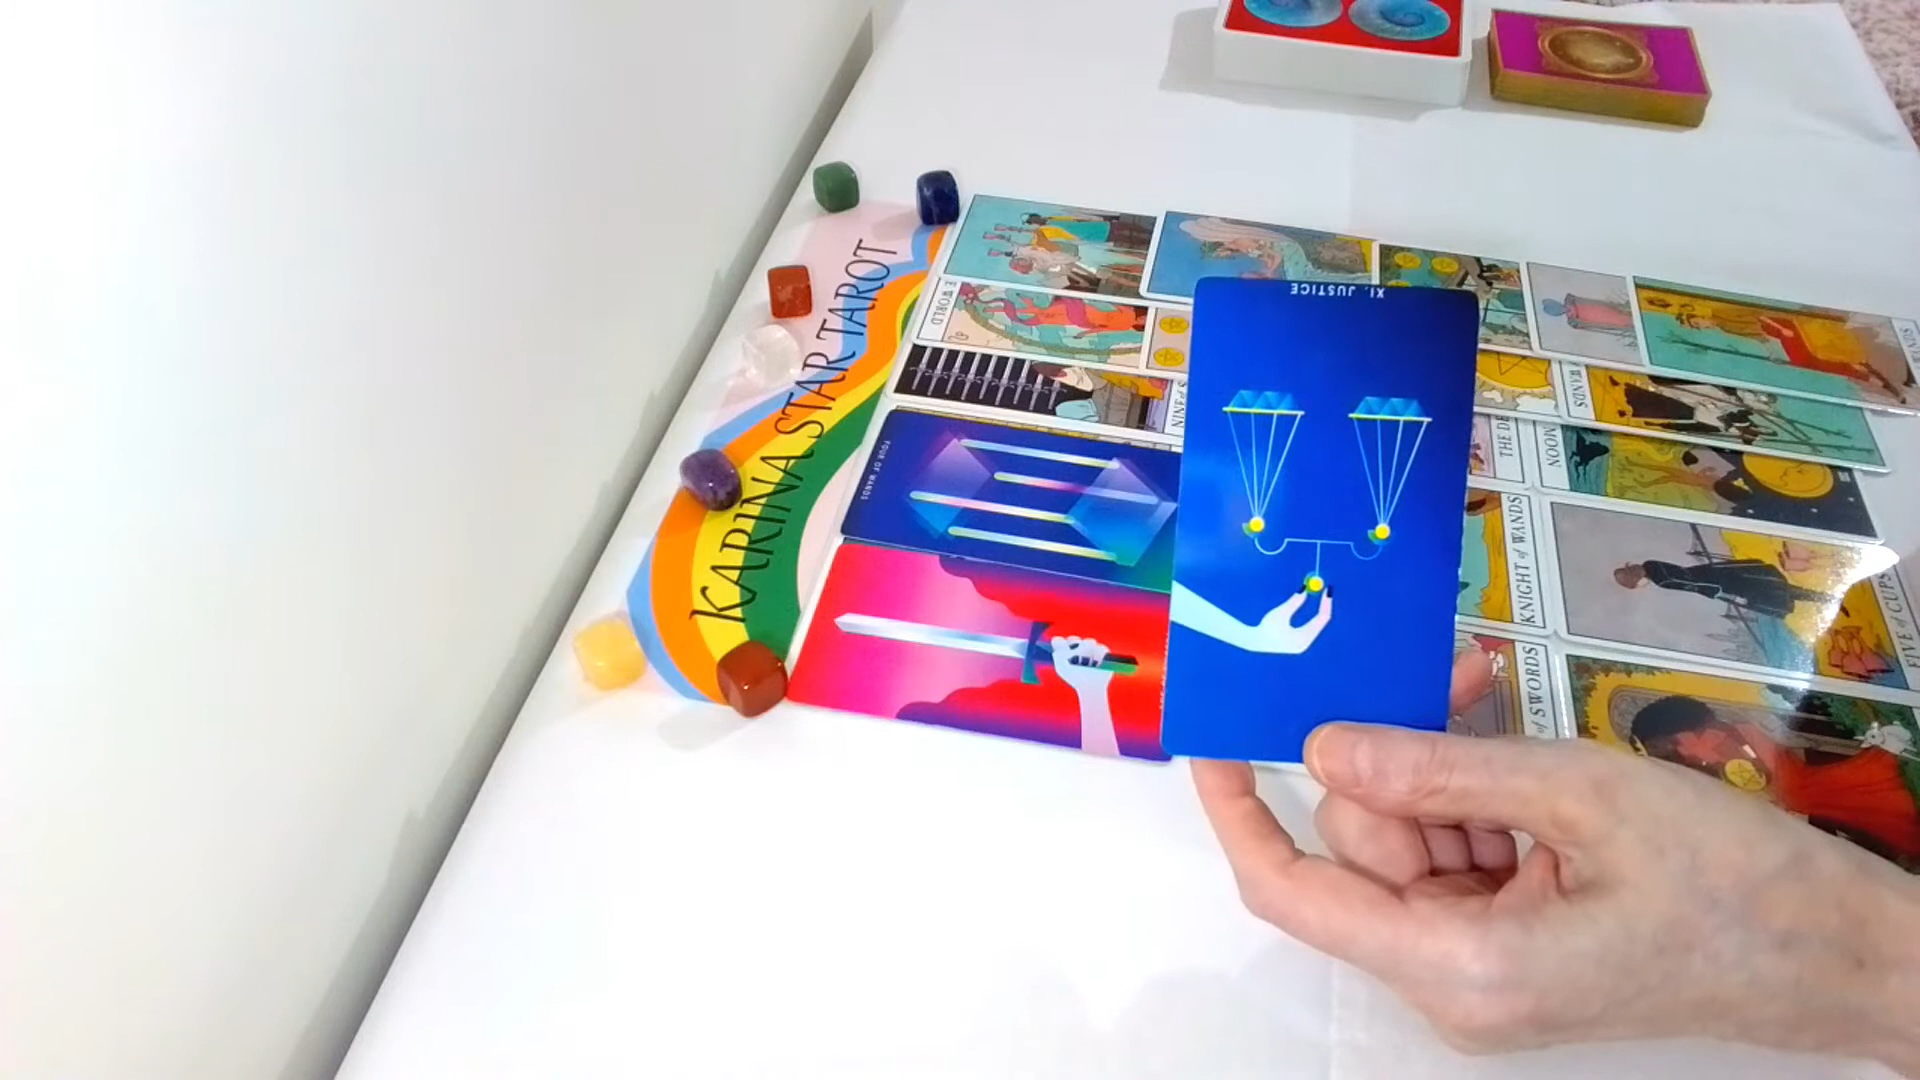 KARINA STAR TAROT
XI. JUSTICE
E WORLD
NINE of S
FOUR OF WANDS
WANDS
WANDS
THE DE
MOON
KNIGHT of WANDS
FIVE of CUPS
of SWORDS